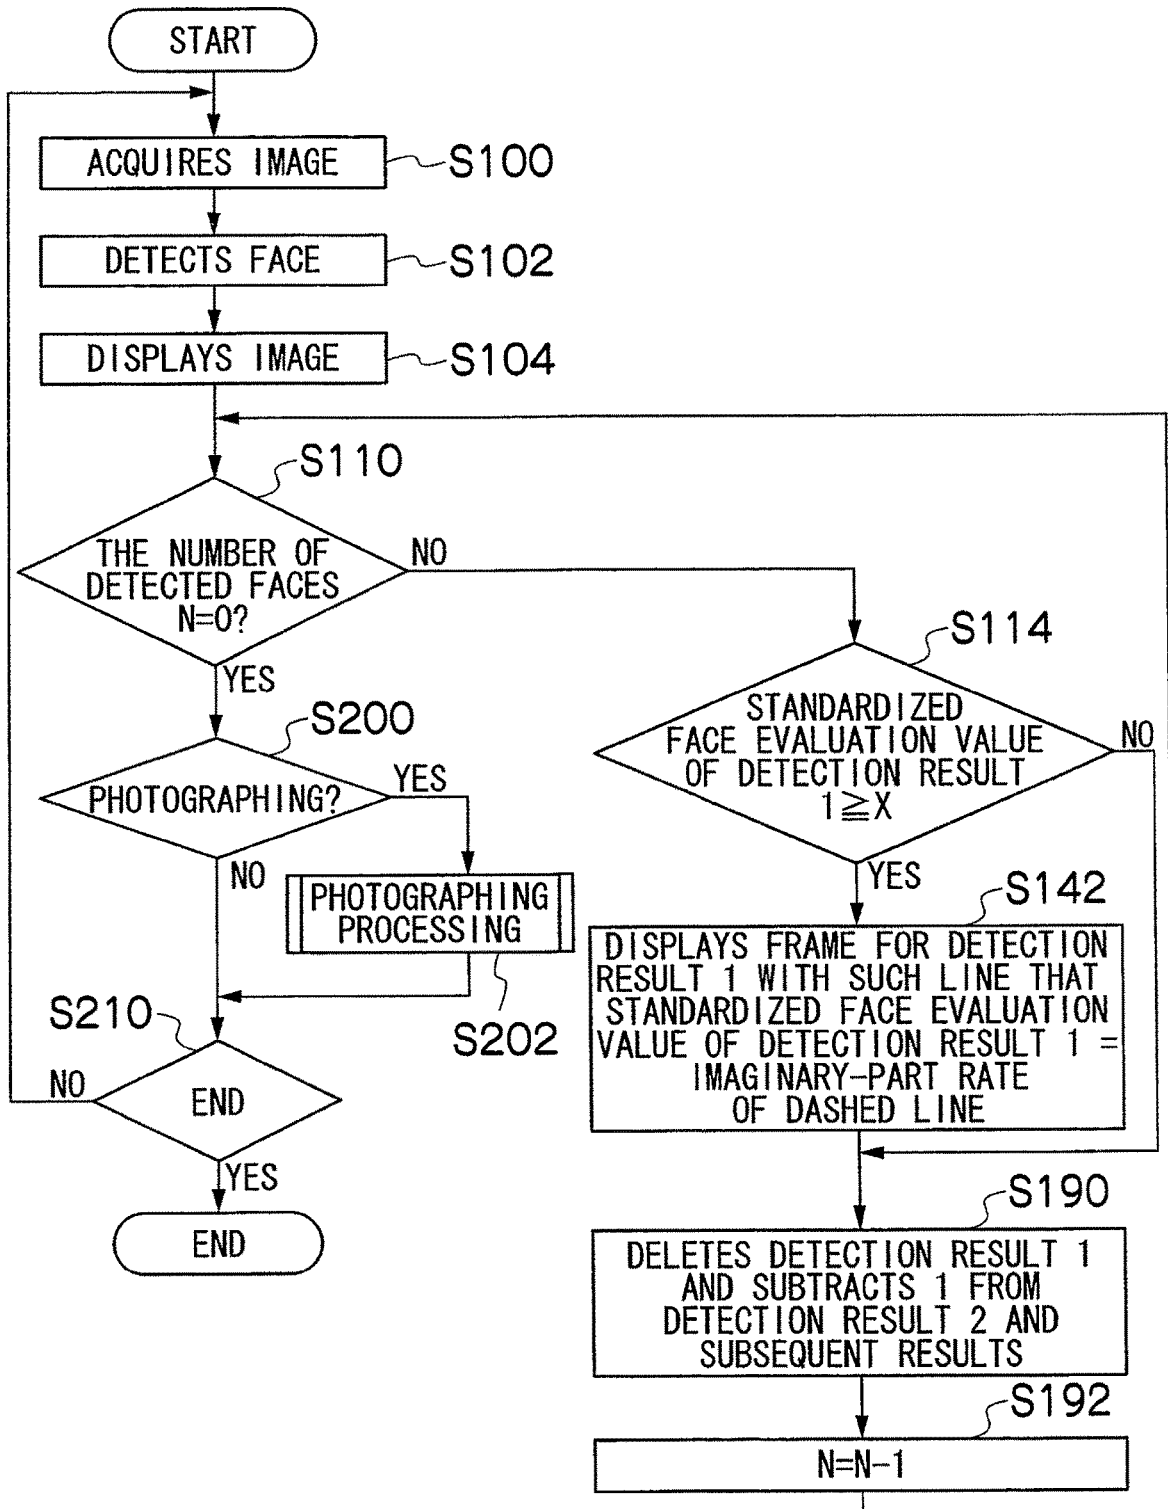 START
ACQUIRES IMAGE
S100
DETECTS FACE
S102
DISPLAYS IMAGE
S104
S110
THE NUMBER OF
DETECTED FACES
N=0?
NO
YES
S114
STANDARDIZED
FACE EVALUATION VALUE
OF DETECTION RESULT
1≧X
NO
YES
S200
PHOTOGRAPHING?
YES
NO
PHOTOGRAPHING
PROCESSING
S202
S210
END
NO
YES
END
S142
DISPLAYS FRAME FOR DETECTION
RESULT 1 WITH SUCH LINE THAT
STANDARDIZED FACE EVALUATION
VALUE OF DETECTION RESULT 1 =
IMAGINARY-PART RATE
OF DASHED LINE
S190
DELETES DETECTION RESULT 1
AND SUBTRACTS 1 FROM
DETECTION RESULT 2 AND
SUBSEQUENT RESULTS
S192
N=N-1